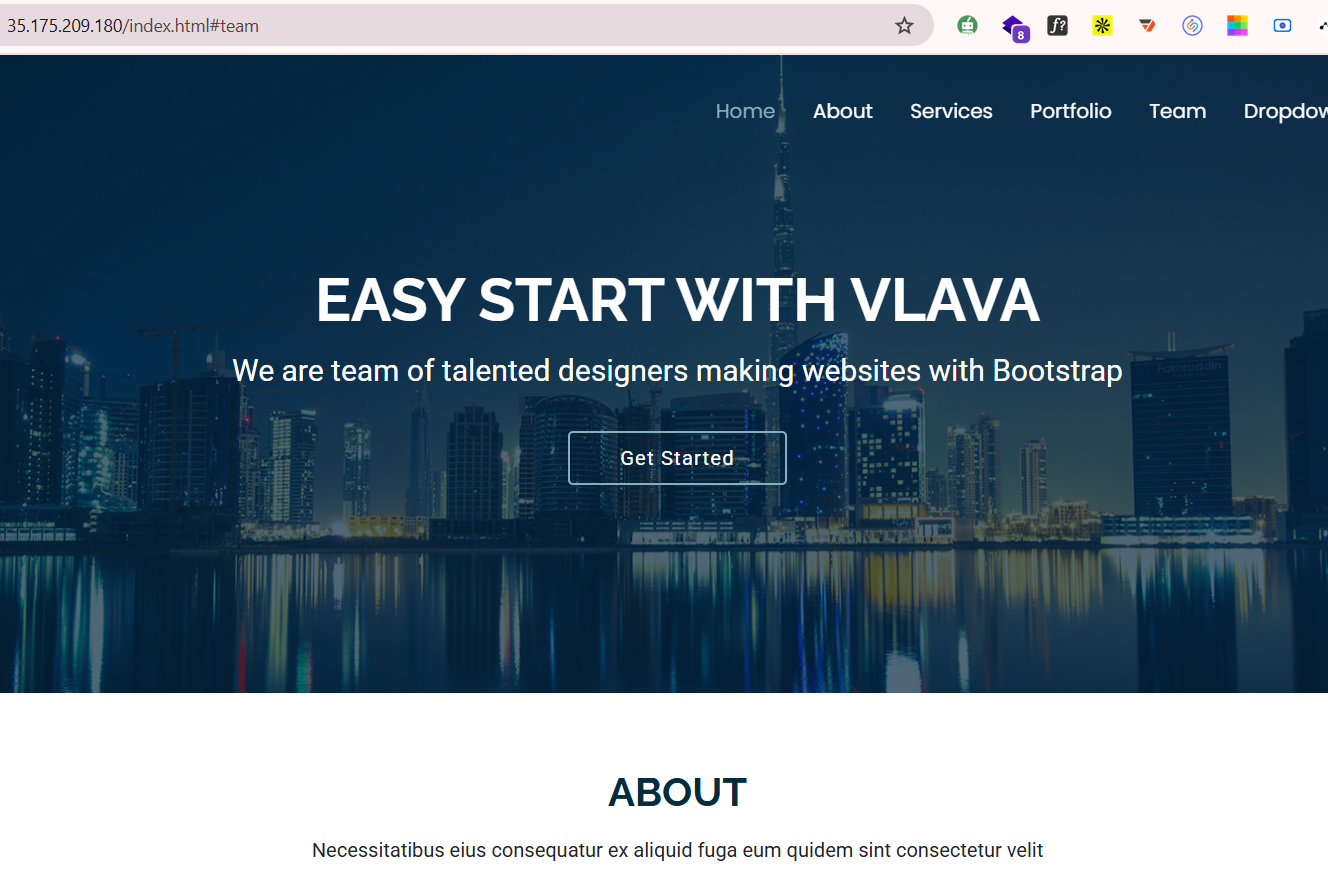 35.175.209.180/index.html#team
8
f?
Home About Services Portfolio Team Dropdow
Fakhruddin
EASY START WITH VLAVA
We are team of talented designers making websites with Bootstrap
Get Started
ABOUT
Necessitatibus eius consequatur ex aliquid fuga eum quidem sint consectetur velit